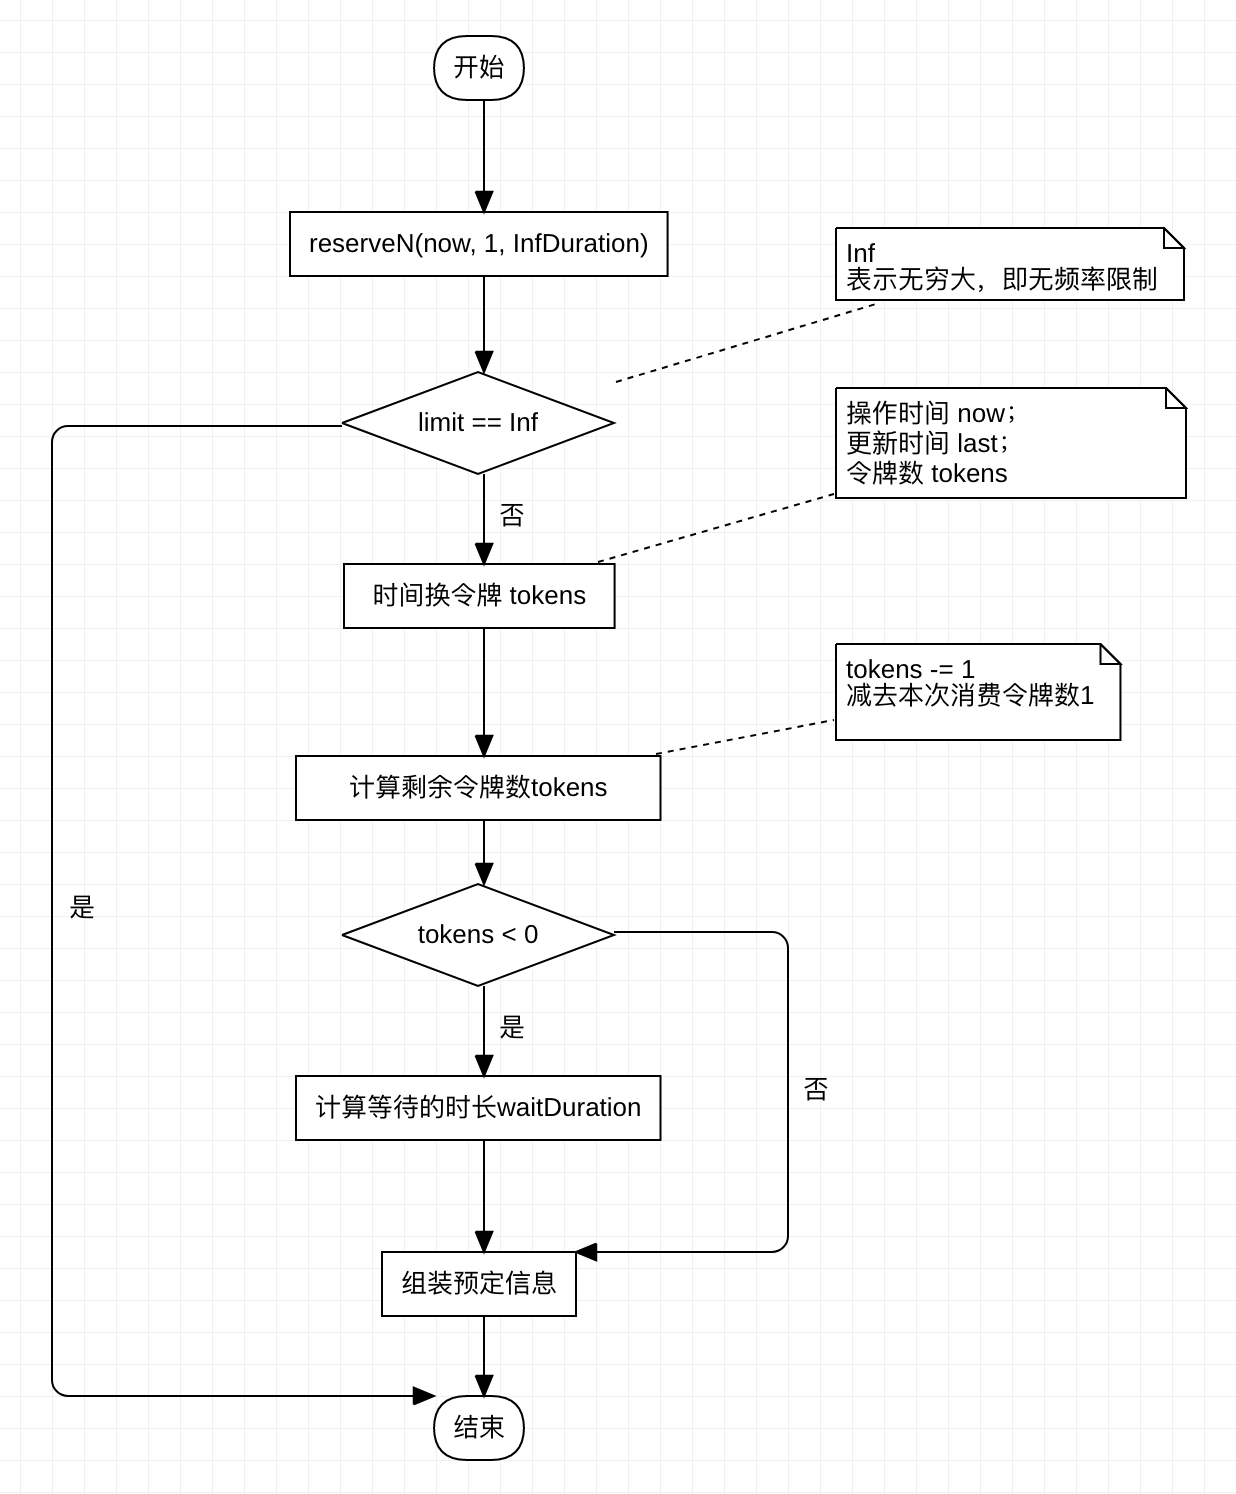 开始
reserveN(now, 1, InfDuration)
Inf
表示无穷大，即无频率限制
limit == Inf
操作时间 now；
更新时间 last；
令牌数 tokens
否
时间换令牌 tokens
tokens -= 1
减去本次消费令牌数1
计算剩余令牌数tokens
是
tokens < 0
是
否
计算等待的时长waitDuration
组装预定信息
结束